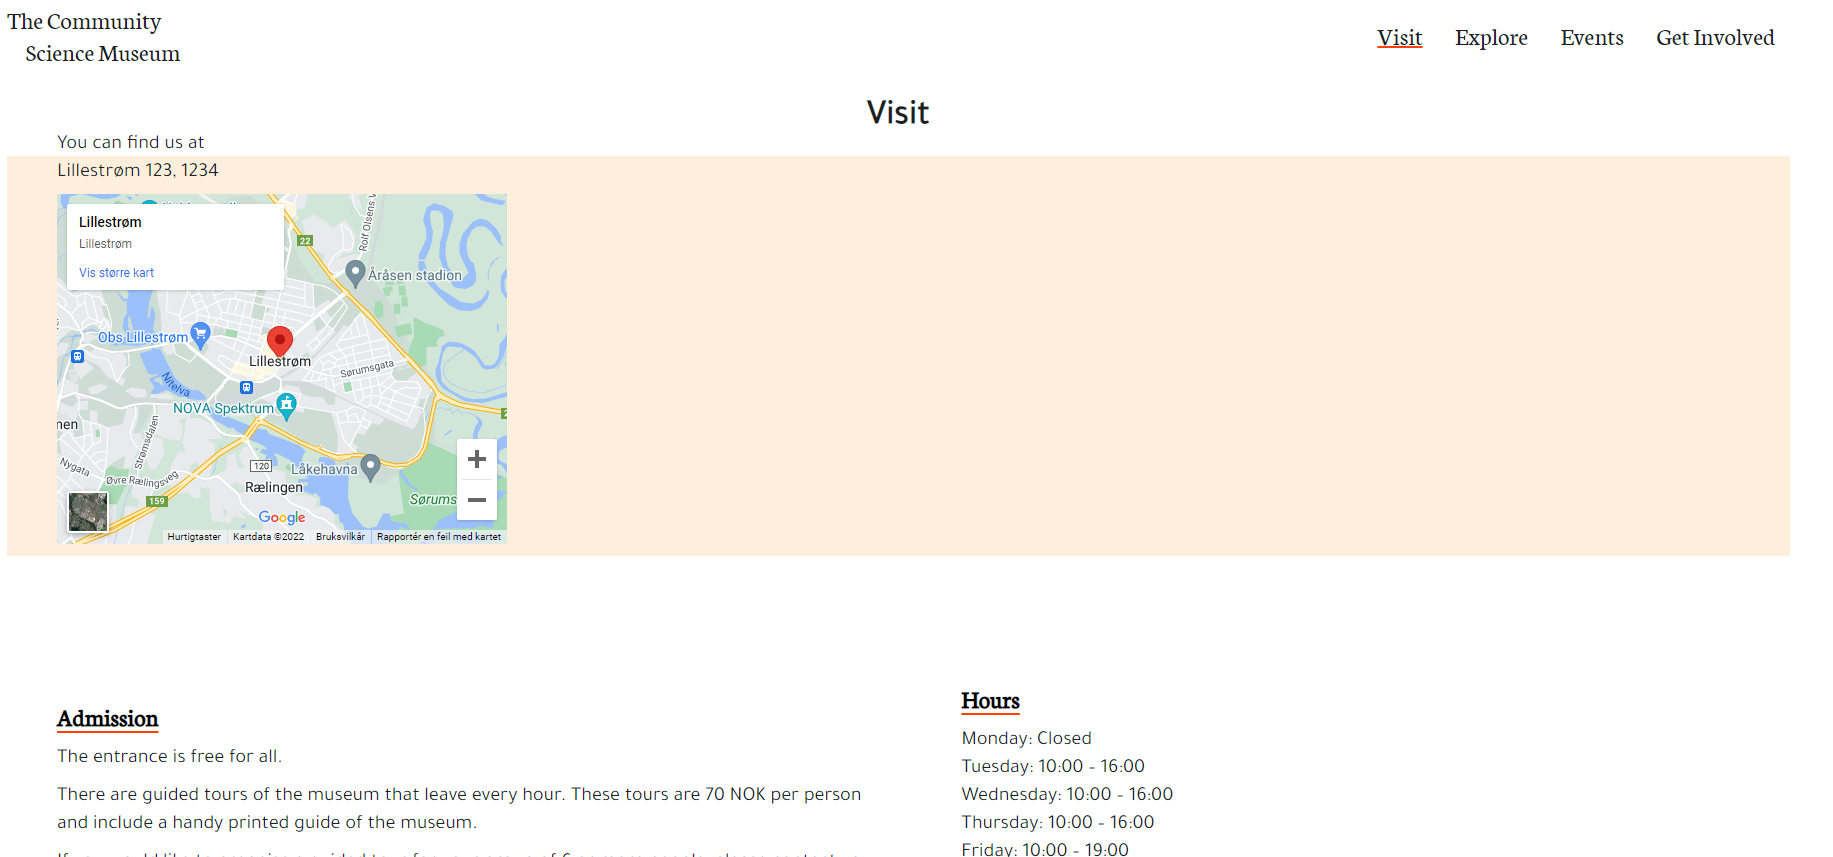 The Community
Science Museum
Visit
Explore
Events
Get Involved
Visit
You can find us at
Lillestrøm 123, 1234
Lillestrøm
Lillestrøm
Vis større kart
22
Rolf Olsens
Åråsen stadion
Obs Lillestrøm
Lillestrøm
Sørumsgata
Nitelva
NOVA Spektrum
Strømsdalen
Nygata
Øvre Rælingsveg
120
Låkehavna
Rælingen
159
Google
Hurtigtaster
Kartdata ©2022
Bruksvilkår
Rapportér en feil med kartet
Admission
The entrance is free for all.
There are guided tours of the museum that leave every hour. These tours are 70 NOK per person
and include a handy printed guide of the museum.
Hours
Monday: Closed
Tuesday: 10:00 - 16:00
Wednesday: 10:00 - 16:00
Thursday: 10:00 - 16:00
Friday: 10:00 - 19:00